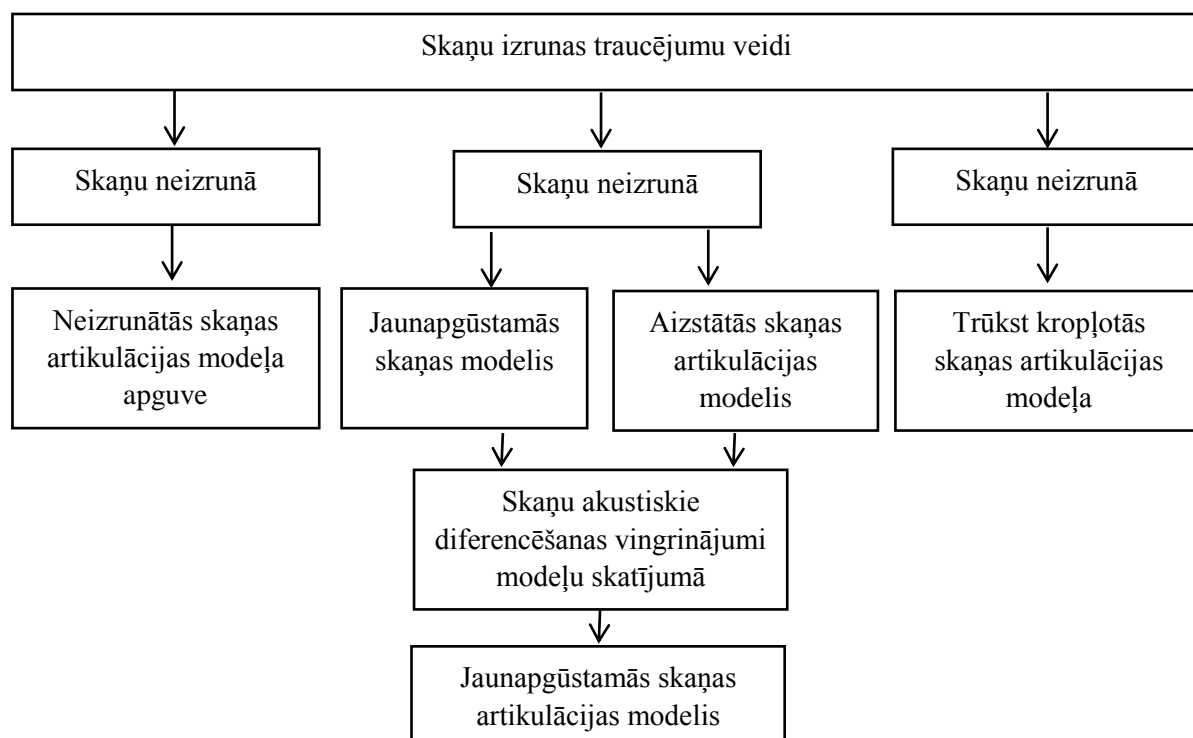 Skaņu izrunas traucējumu veidi
Skaņu neizrunā
Skaņu neizrunā
Skaņu neizrunā
Neizrunātās skaņas
artikulācijas modeļa
apguve
Jaunapgūstamās
skaņas modelis
Aizstātās skaņas
artikulācijas
modelis
Trūkst kropļotās
skaņas artikulācijas
modeļa
Skaņu akustiskie
diferencēšanas vingrinājumi
modeļu skatījumā
Jaunapgūstamās skaņas
artikulācijas modelis